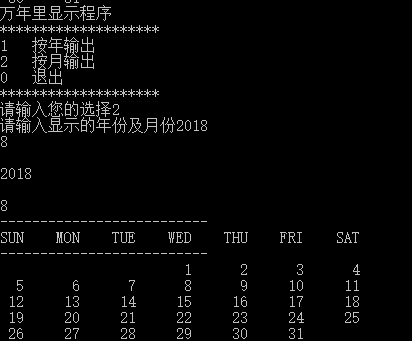 30 31
万年里显示程序
********************
1 按年输出
2 按月输出
0 退出
********************
请输入您的选择2
请输入显示的年份及月份2018
8
2018
8
--------------------------
SUN MON TUE WED THU FRI SAT
--------------------------
1 2 3 4
5 6 7 8 9 10 11
12 13 14 15 16 17 18
19 20 21 22 23 24 25
26 27 28 29 30 31